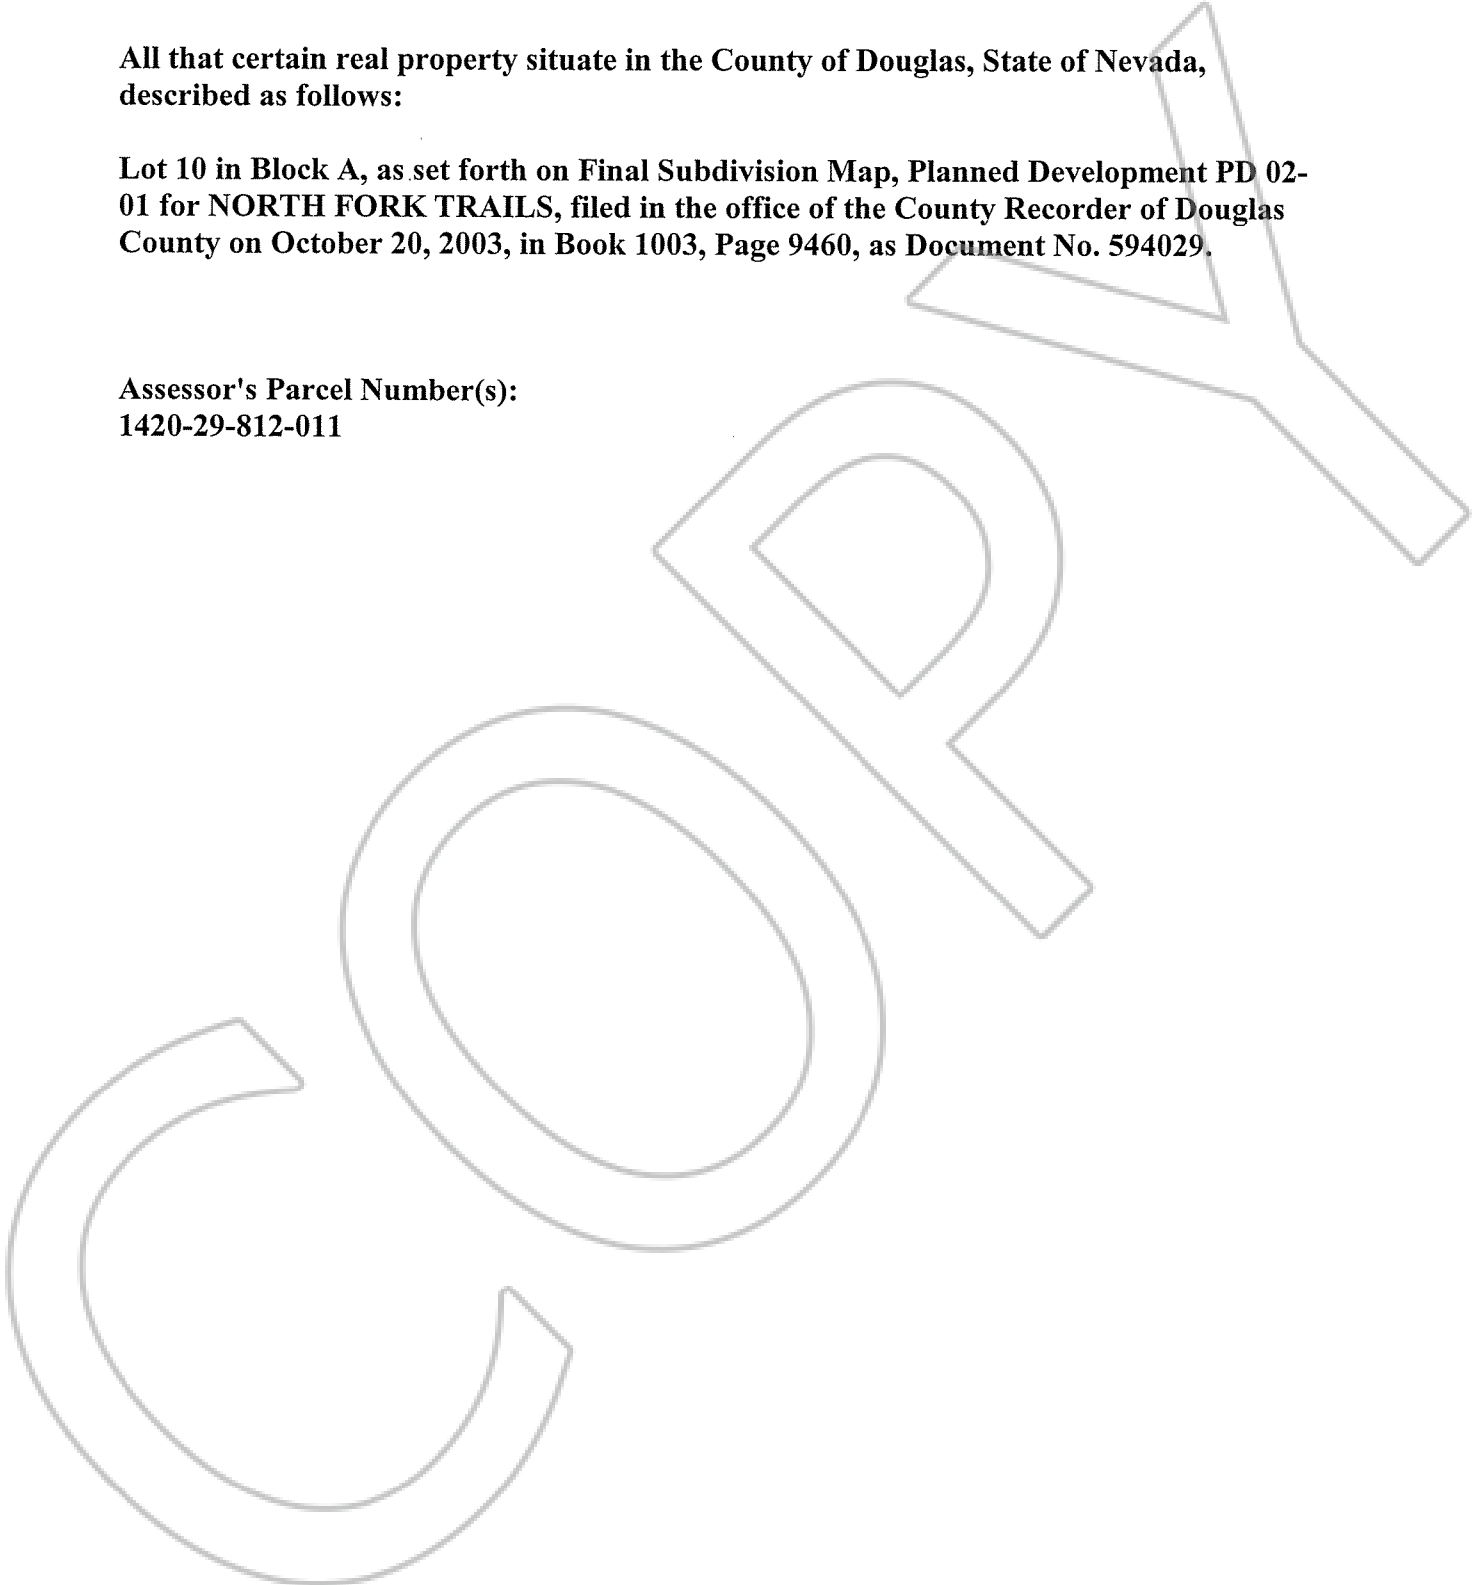 All that certain real property situate in the County of Douglas, State of Nevada,
described as follows:
Lot 10 in Block A, as set forth on Final Subdivision Map, Planned Development PD 02-
01 for NORTH FORK TRAILS, filed in the office of the County Recorder of Douglas
County on October 20, 2003, in Book 1003, Page 9460, as Document No. 594029.
Assessor's Parcel Number(s):
1420-29-812-011
COPY